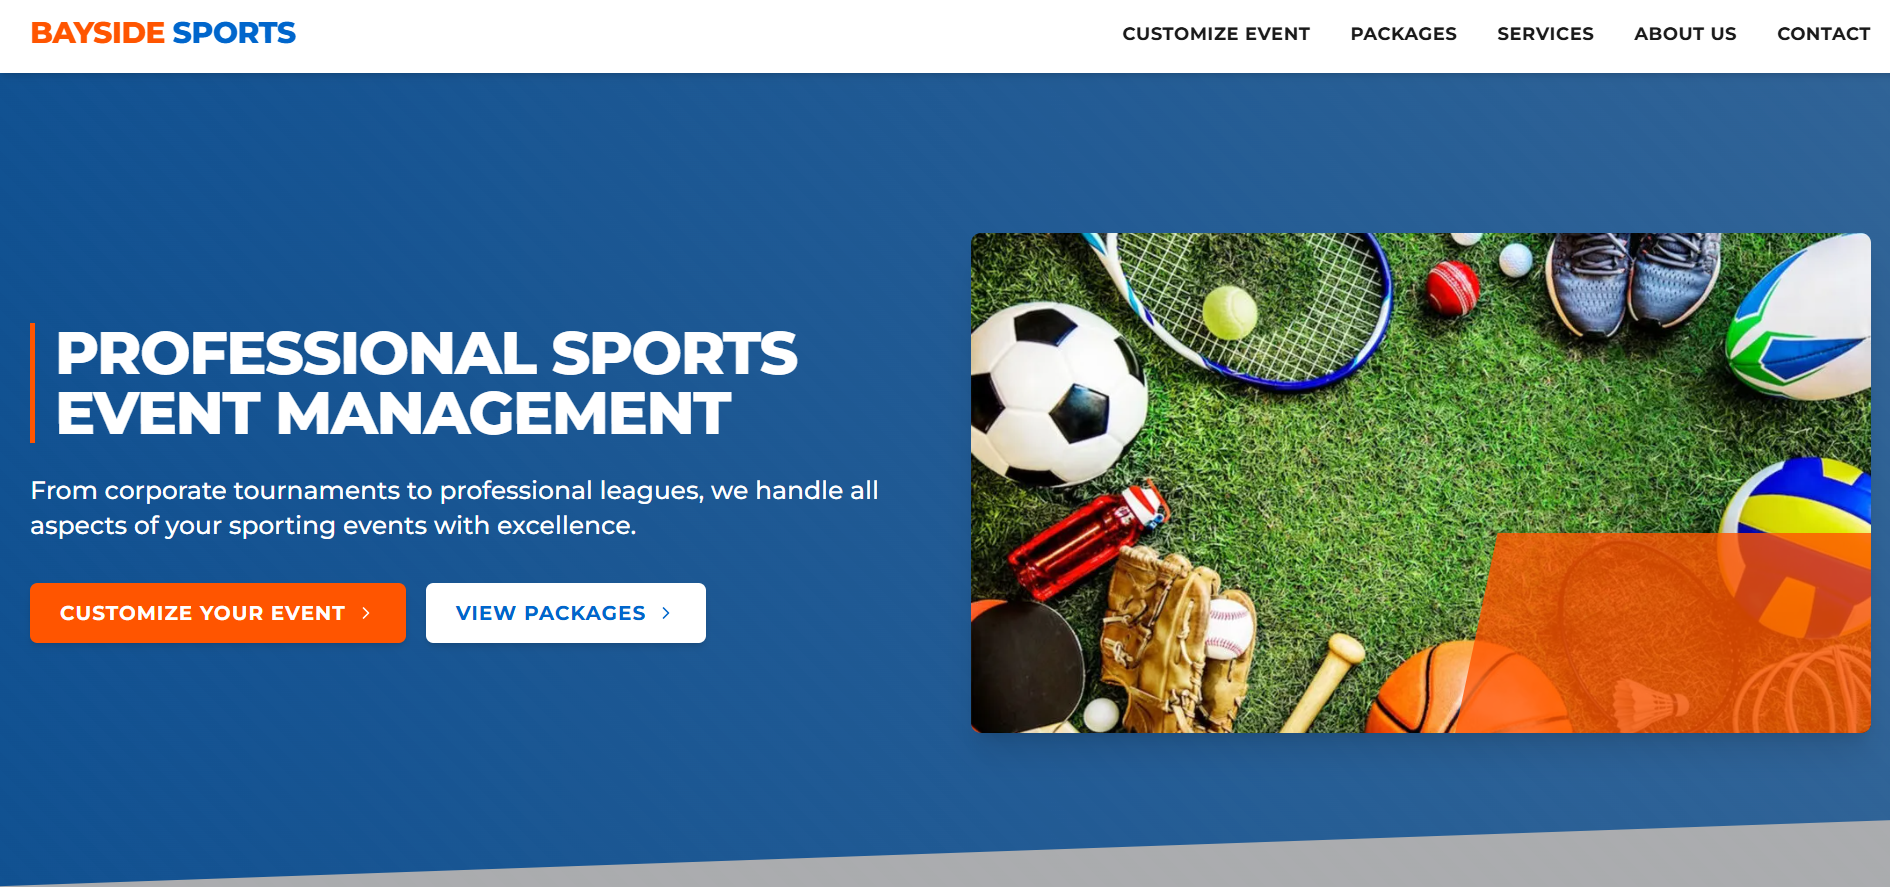 BAYSIDE SPORTS
CUSTOMIZE EVENT
PACKAGES
SERVICES
ABOUT US
CONTACT
PROFESSIONAL SPORTS
EVENT MANAGEMENT
From corporate tournaments to professional leagues, we handle all
aspects of your sporting events with excellence.
CUSTOMIZE YOUR EVENT
VIEW PACKAGES